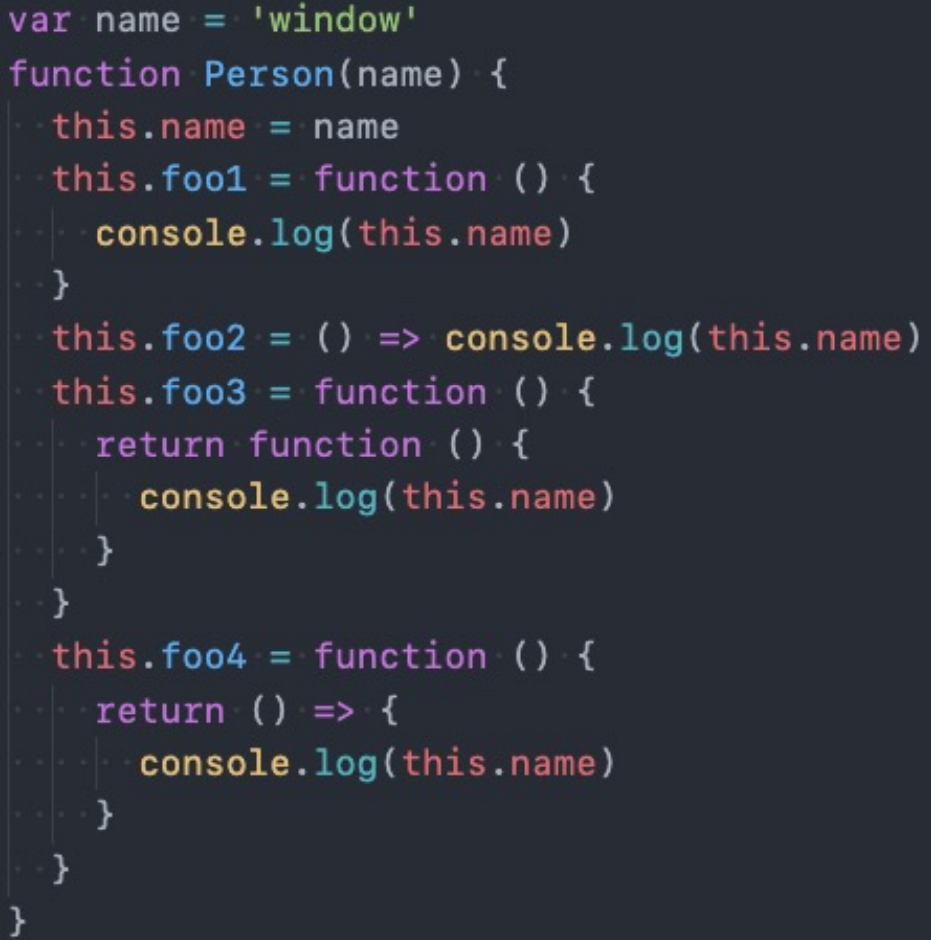 var name = 'window'
function Person(name) {
  this.name = name
  this.foo1 = function () {
    console.log(this.name)
  }
  this.foo2 = () => console.log(this.name)
  this.foo3 = function () {
    return function () {
      console.log(this.name)
    }
  }
  this.foo4 = function () {
    return () => {
      console.log(this.name)
    }
  }
}